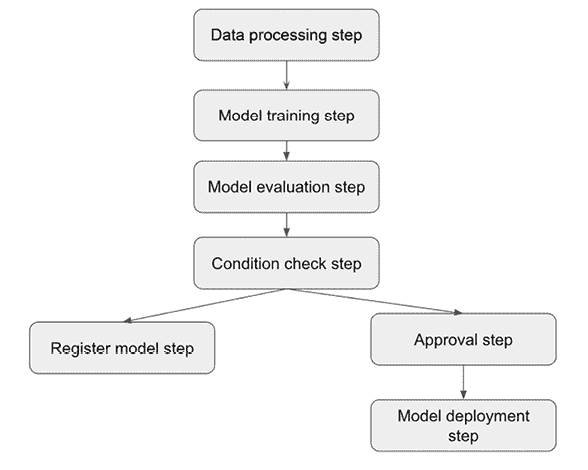 Data processing step
Model training step
Model evaluation step
Condition check step
Register model step
Approval step
Model deployment
step